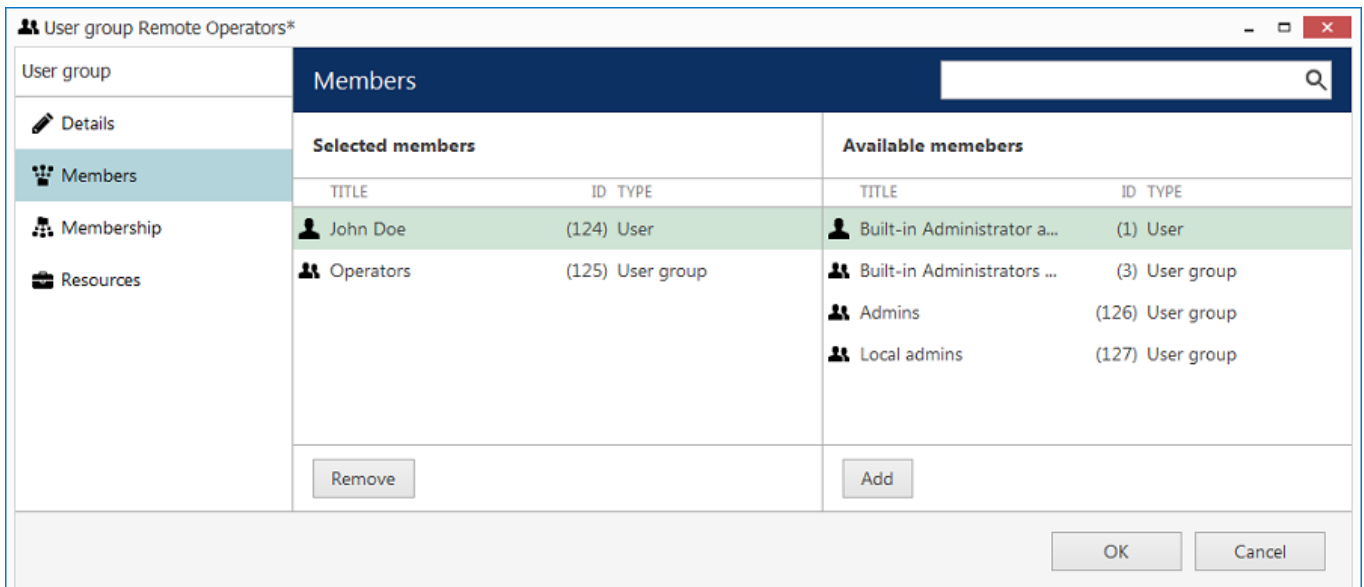 User group Remote Operators*
User group
Members
Details
Members
Membership
Resources
Selected members
TITLE ID TYPE
John Doe (124) User
Operators (125) User group
Remove
Available memebers
TITLE ID TYPE
Built-in Administrator a... (1) User
Built-in Administrators ... (3) User group
Admins (126) User group
Local admins (127) User group
Add
OK Cancel